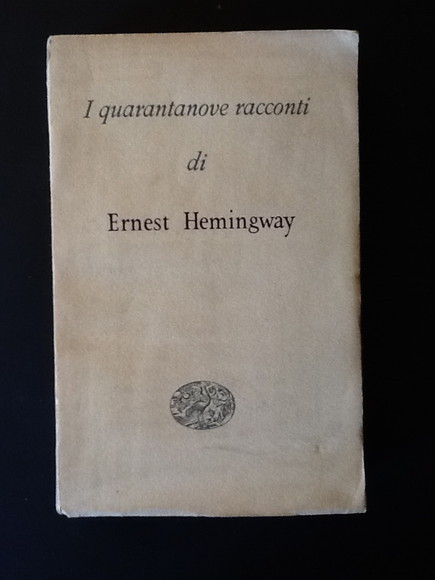 I quarantanove racconti
di
Ernest Hemingway